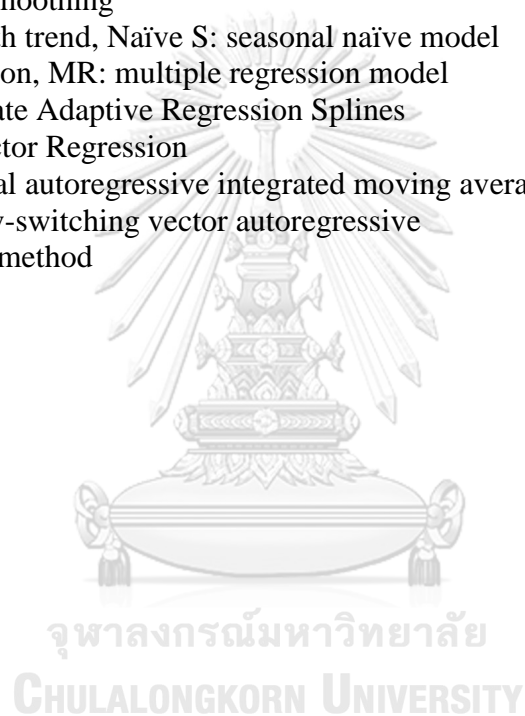 moothing
th trend, Naïve S: seasonal naïve model
on, MR: multiple regression model
ate Adaptive Regression Splines
ctor Regression
al autoregressive integrated moving avera
y-switching vector autoregressive
method
จุฬาลงกรณ์มหาวิทยาลัย
CHULALONGKORN UNIVERSITY